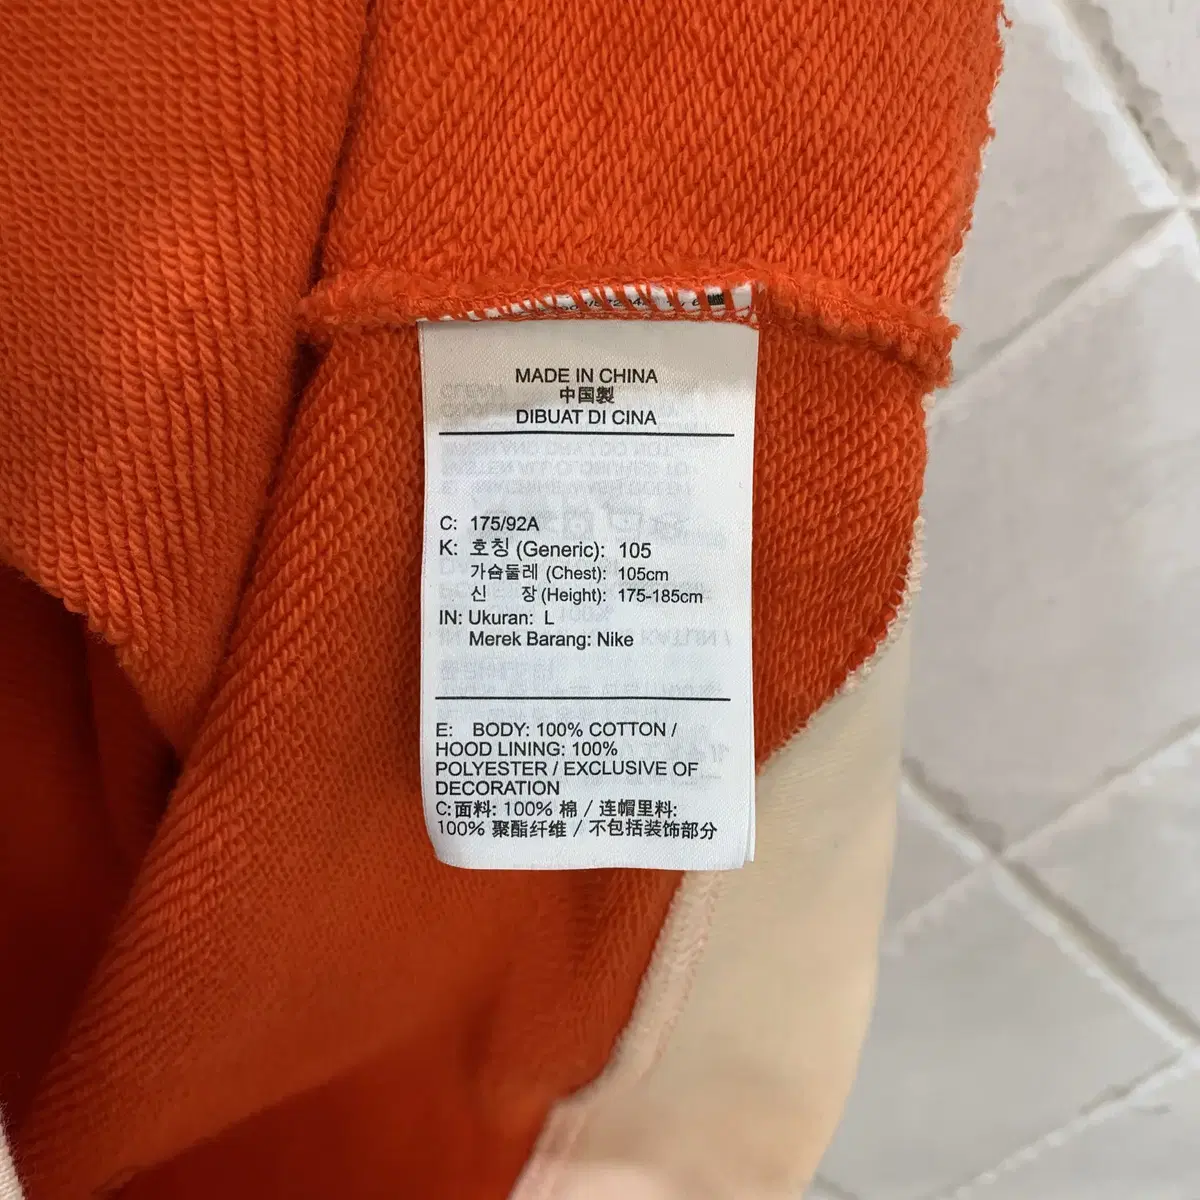 MADE IN CHINA
中国製
DIBUAT DI CINA
C: 175/92A
K: 호칭 (Generic): 105
가슴둘레 (Chest): 105cm
신 장 (Height): 175-185cm
IN: Ukuran: L
Merek Barang: Nike
E: BODY: 100% COTTON /
HOOD LINING: 100%
POLYESTER / EXCLUSIVE OF
DECORATION
C: 面料: 100% 棉 / 连帽里料:
100% 聚酯纤维 / 不包括装饰部分